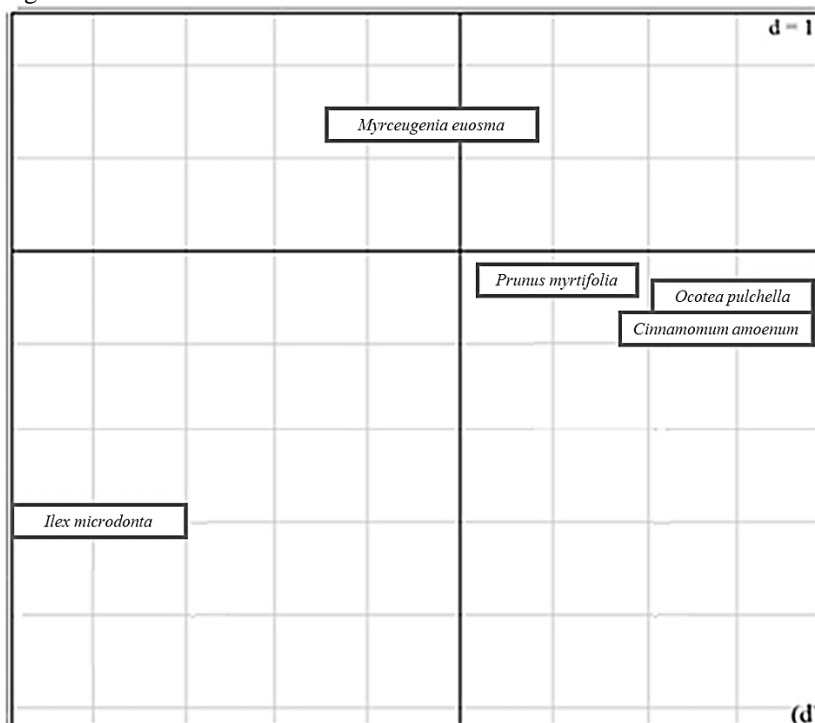 d = 1
Myrceugenia euosma
Prunus myrtifolia
Ocotea pulchella
Cinnamomum amoenum
Ilex microdonta
(d